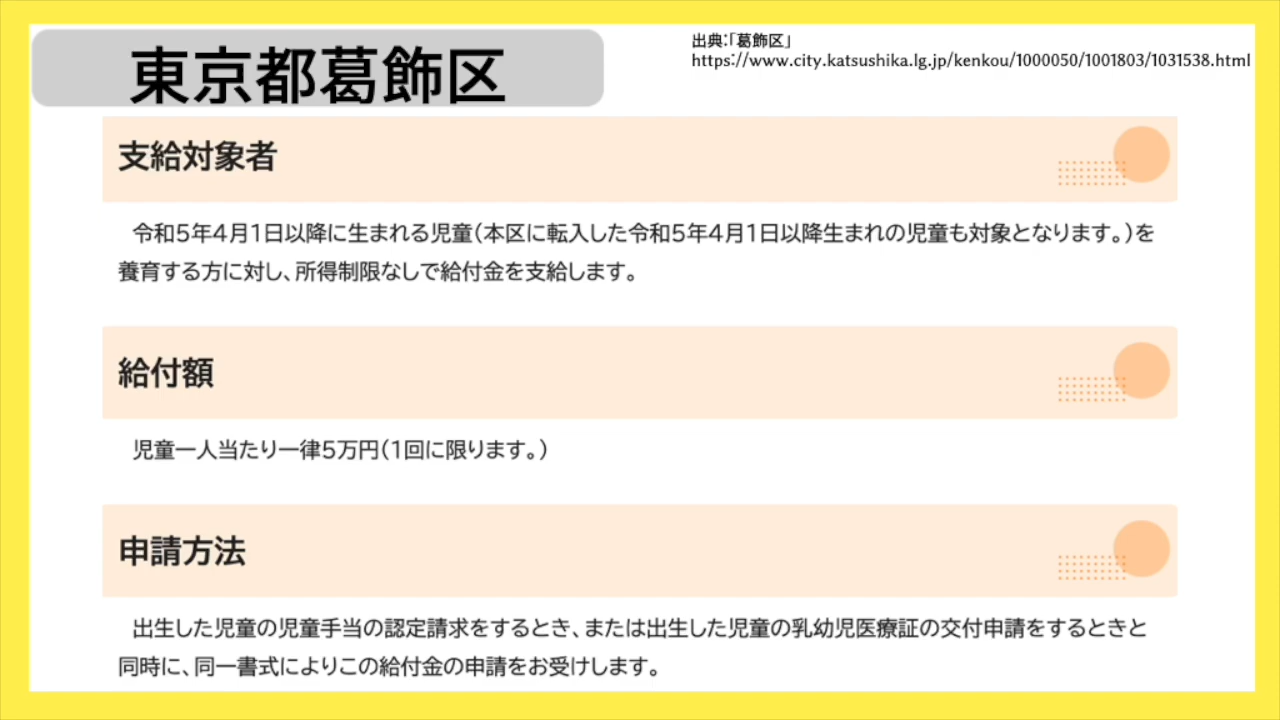 東京都葛飾区
出典:「葛飾区」
https://www.city.katsushika.lg.jp/kenkou/1000050/1001803/1031538.html
支給対象者
令和5年4月1日以降に生まれる児童(本区に転入した令和5年4月1日以降生まれの児童も対象となります。)を
養育する方に対し、所得制限なしで給付金を支給します。
給付額
児童一人当たり一律5万円(1回に限ります。)
申請方法
出生した児童の児童手当の認定請求をするとき、または出生した児童の乳幼児医療証の交付申請をするときと
同時に、同一書式によりこの給付金の申請をお受けします。